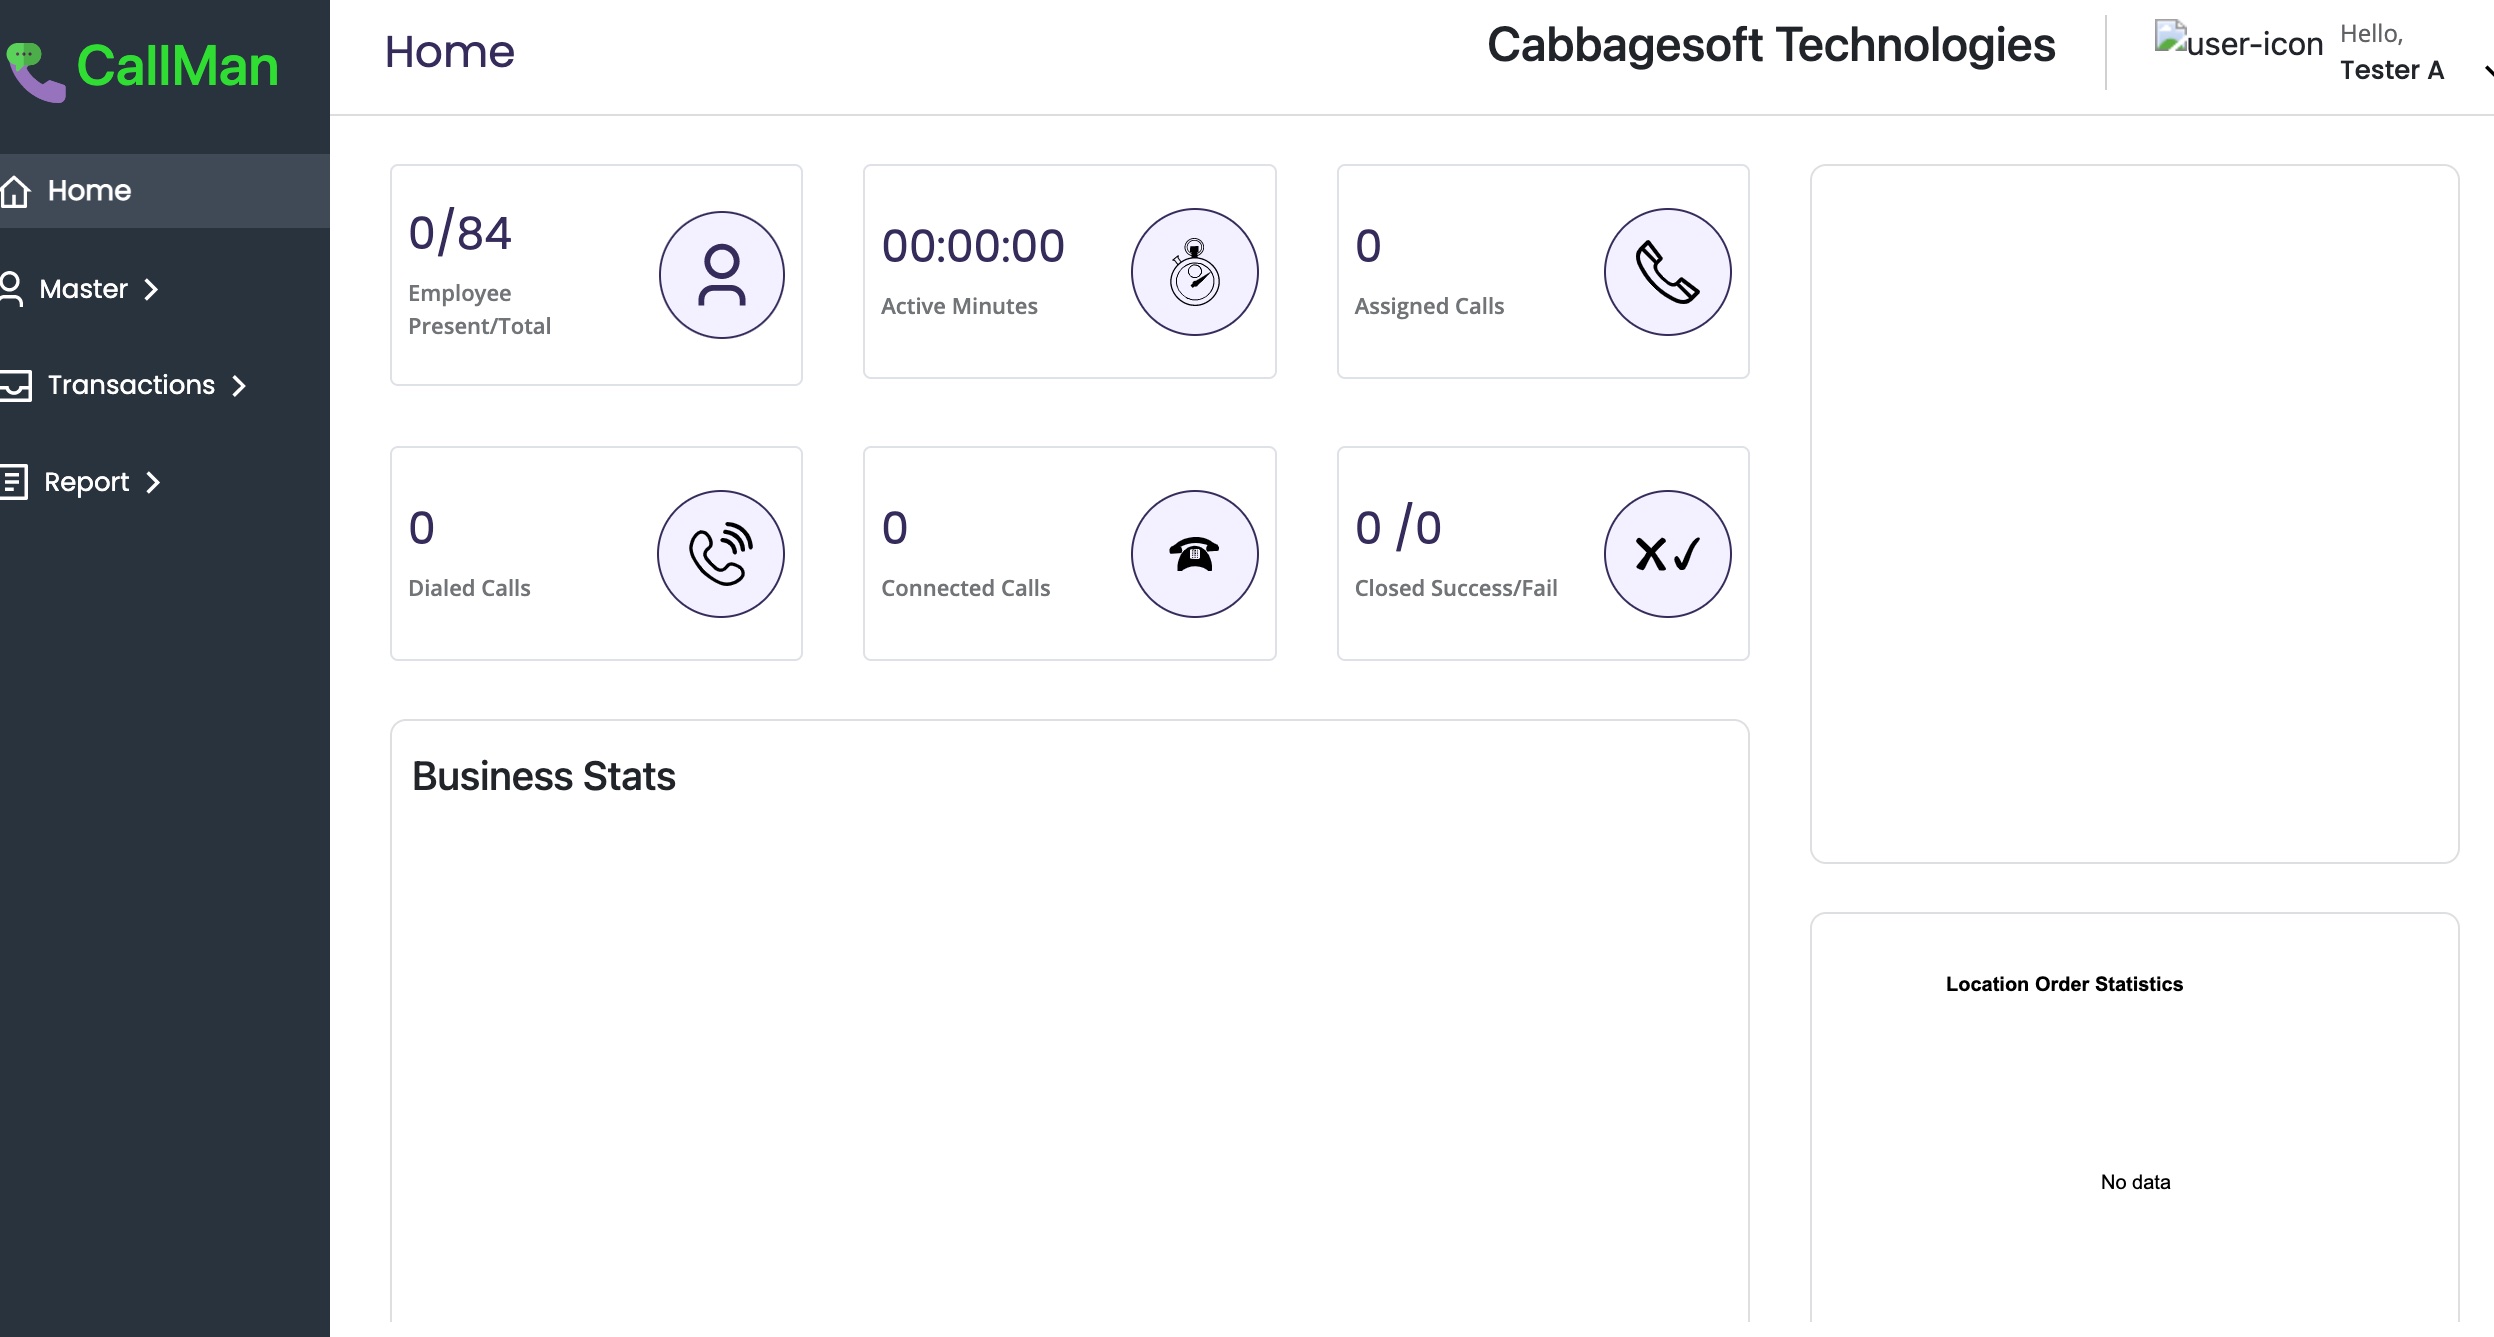 CallMan
Home
Master
Transactions
Report
Home
Cabbagesoft Technologies
user-icon
Hello,
Tester A
0/84
Employee
Present/Total
00:00:00
Active Minutes
0
Assigned Calls
0
Dialed Calls
0
Connected Calls
0 /0
Closed Success/Fail
Business Stats
Location Order Statistics
No data